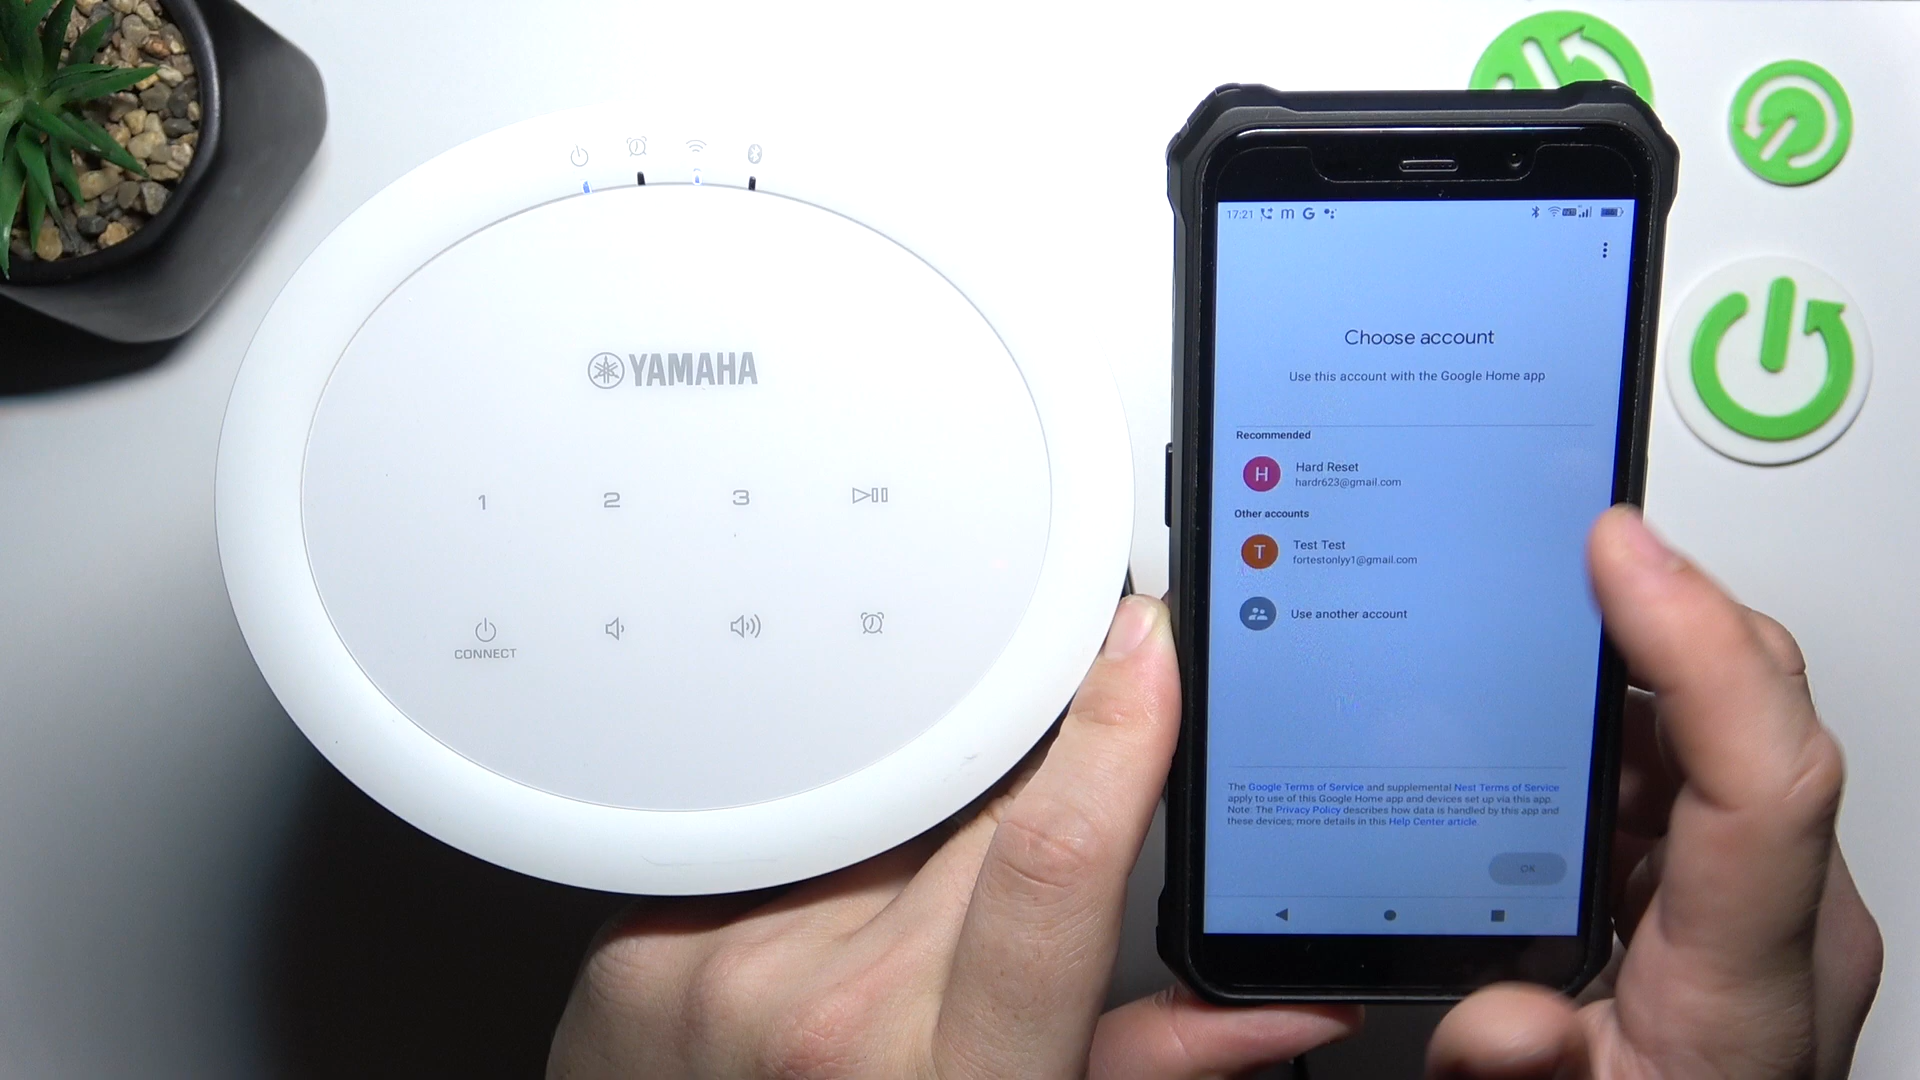 YAMAHA
1
2
3
CONNECT
17:21
Choose account
Use this account with the Google Home app
Recommended
H
Hard Reset
hardr623@gmail.com
Other accounts
T
Test Test
fortestonlyy1@gmail.com
Use another account
The Google Terms of Service and supplemental Nest Terms of Service
apply to use of this Google Home app and devices set up via this app.
Note: The Privacy Policy describes how data is handled by this app and
these devices; more details in this Help Center article.
OK